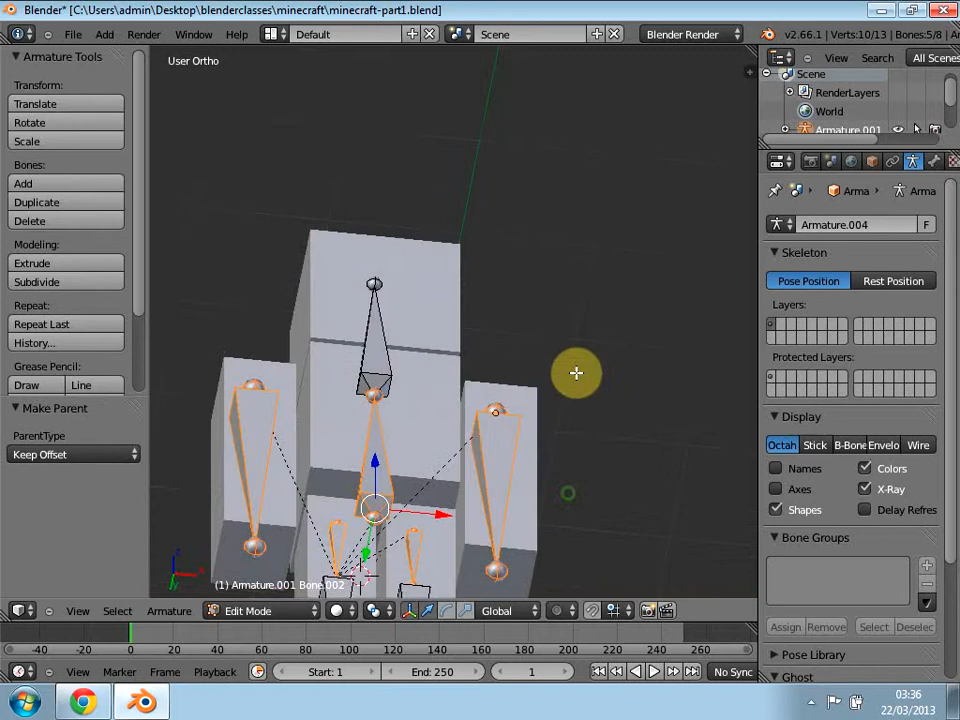 Blender* [C:\Users\admin\Desktop\blenderclasses\minecraft\minecraft-part1.blend]
File Add Render Window Help Default Scene Blender Render v2.66.1 | Verts:10/13 | Bones:5/8
Armature Tools
Transform:
Translate
Rotate
Scale
Bones:
Add
Duplicate
Delete
Modeling:
Extrude
Subdivide
Repeat:
Repeat Last
History...
Grease Pencil:
Draw Line
Make Parent
ParentType
Keep Offset
User Ortho
(1) Armature.001 Bone.002
View Select Armature Edit Mode Global
View Search All Scenes
Scene
RenderLayers
World
Armature.001
Arma Arma
Armature.004 F
Skeleton
Pose Position Rest Position
Layers:
Protected Layers:
Display
Octah Stick B-Bone Envelo Wire
Names Colors
Axes X-Ray
Shapes Delay Refres
Bone Groups
Assign Remove Select Deselec
Pose Library
Ghost
-40 -20 0 20 40 60 80 100 120 140 160 180 200 220 240 260
View Marker Frame Playback Start: 1 End: 250 1 No Sync
03:36
22/03/2013